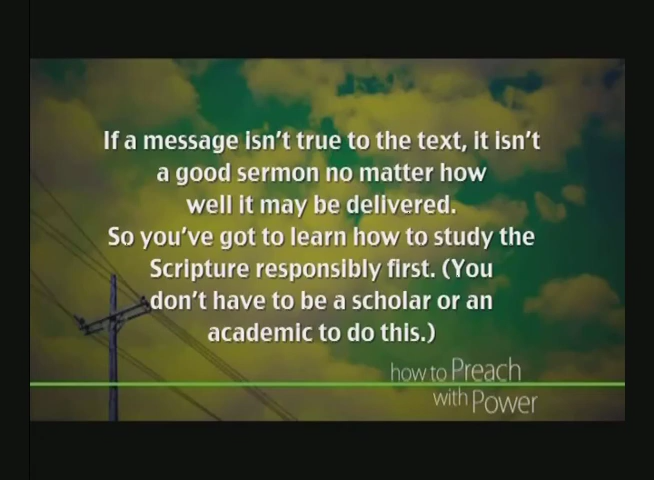 If a message isn't true to the text, it isn't
a good sermon no matter how
well it may be delivered.
So you've got to learn how to study the
Scripture responsibly first. (You
don't have to be a scholar or an
academic to do this.)
how to Preach
with Power